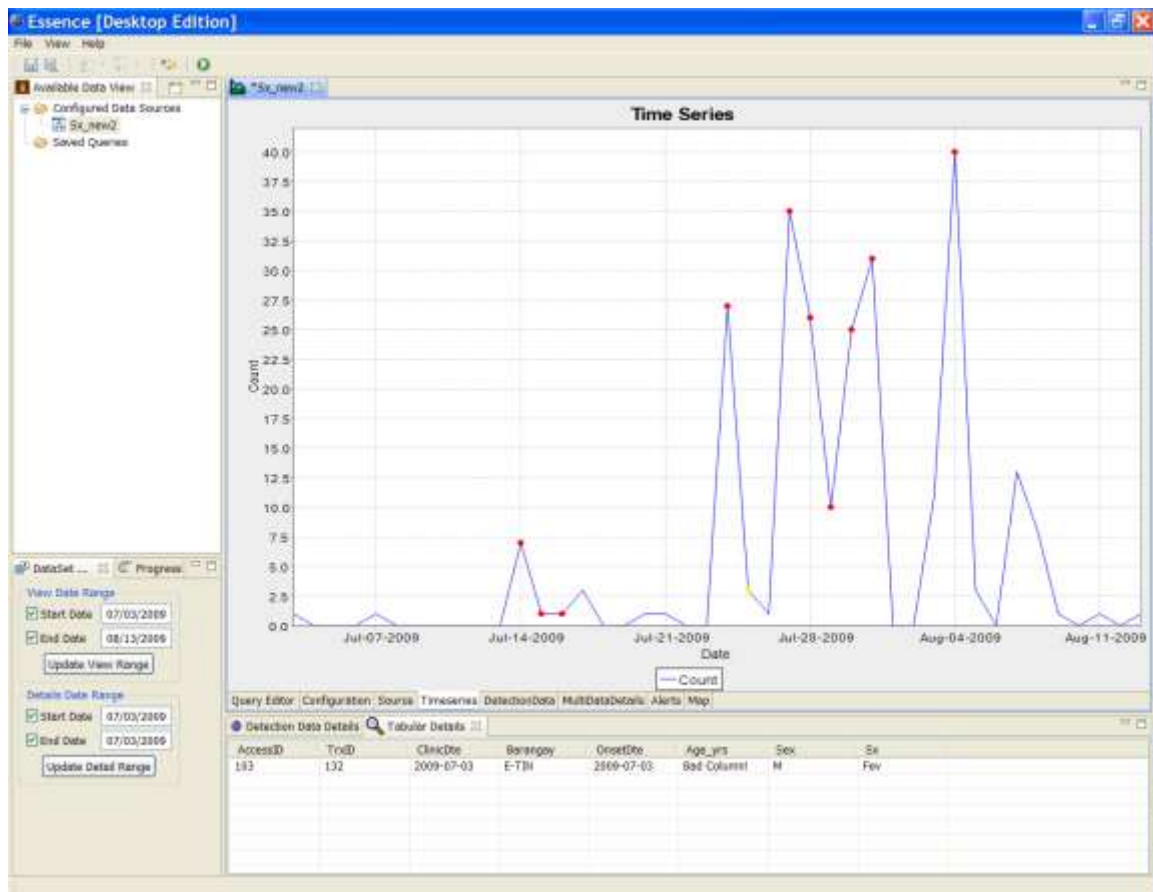 Essence [Desktop Edition]
File View Help
Available Data View
Configured Data Sources
Sx_new2
Saved Queries
*Sx_new2
Time Series
40.0
37.5
35.0
32.5
30.0
27.5
25.0
22.5
20.0
17.5
15.0
12.5
10.0
7.5
5.0
2.5
0.0
Count
Jul-07-2009 Jul-14-2009 Jul-21-2009 Jul-28-2009 Aug-04-2009 Aug-11-2009
Date
Count
Query Editor Configuration Source Timeseries DetectionData MultiDataDetails Alerts Map
DataSet ... Progress
View Date Range
Start Date 07/03/2009
End Date 08/13/2009
Update View Range
Details Date Range
Start Date 07/03/2009
End Date 07/03/2009
Update Detail Range
Detection Data Details Tabular Details
AccessID TrxID ClinicDte Barangay OnsetDte Age_yrs Sex Sx
193 132 2009-07-03 E-TIN 2009-07-03 Bad Column! M Fev